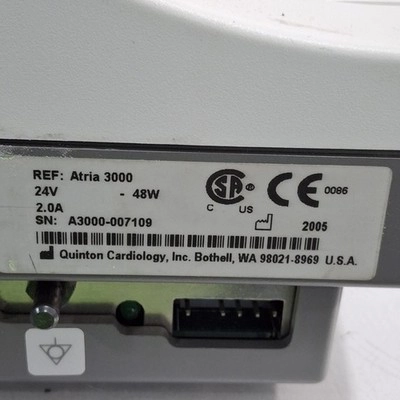 REF: Atria 3000
24V - 48W
2.0A
SN: A3000-007109
CSA
C US
CE 0086
2005
Quinton Cardiology, Inc. Bothell, WA 98021-8969 U.S.A.